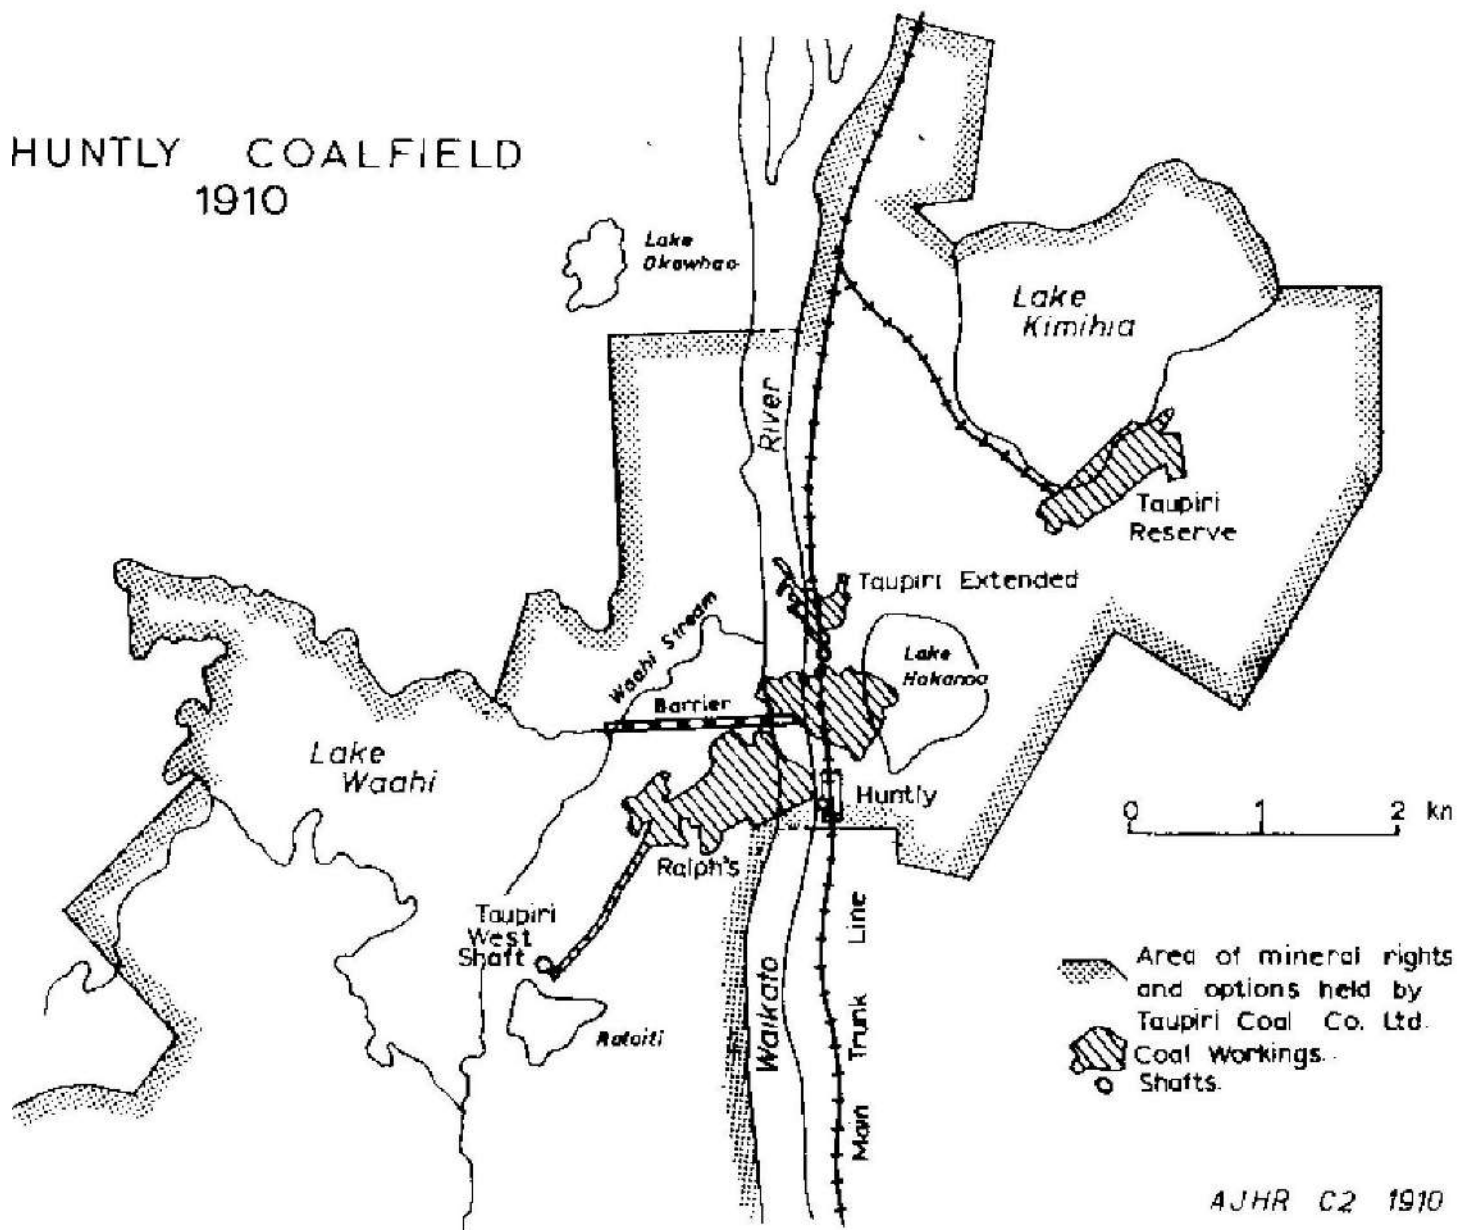 HUNTLY COALFIELD
1910
Lake
Okowhao
Lake
Kimihia
River
Taupiri
Reserve
Taupiri Extended
Waahi Stream
Lake
Hakanoa
Barrier
Lake
Waahi
Huntly
0 1 2 km
Ralph's
Taupiri
West
Shaft
Line
Rotoiti
Waikato
Trunk
Main
Area of mineral rights
and options held by
Taupiri Coal Co. Ltd.
Coal Workings.
Shafts.
AJHR C2 1910